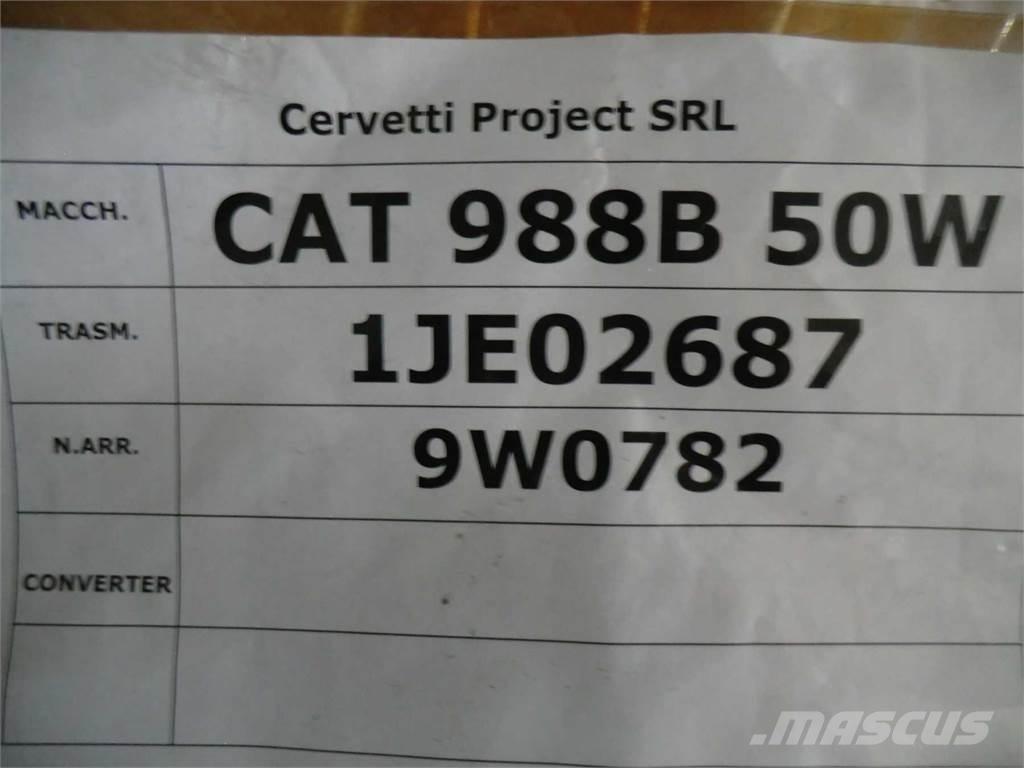 Cervetti Project SRL
MACCH. CAT 988B 50W
TRASM. 1JE02687
N.ARR. 9W0782
CONVERTER
MASCUS